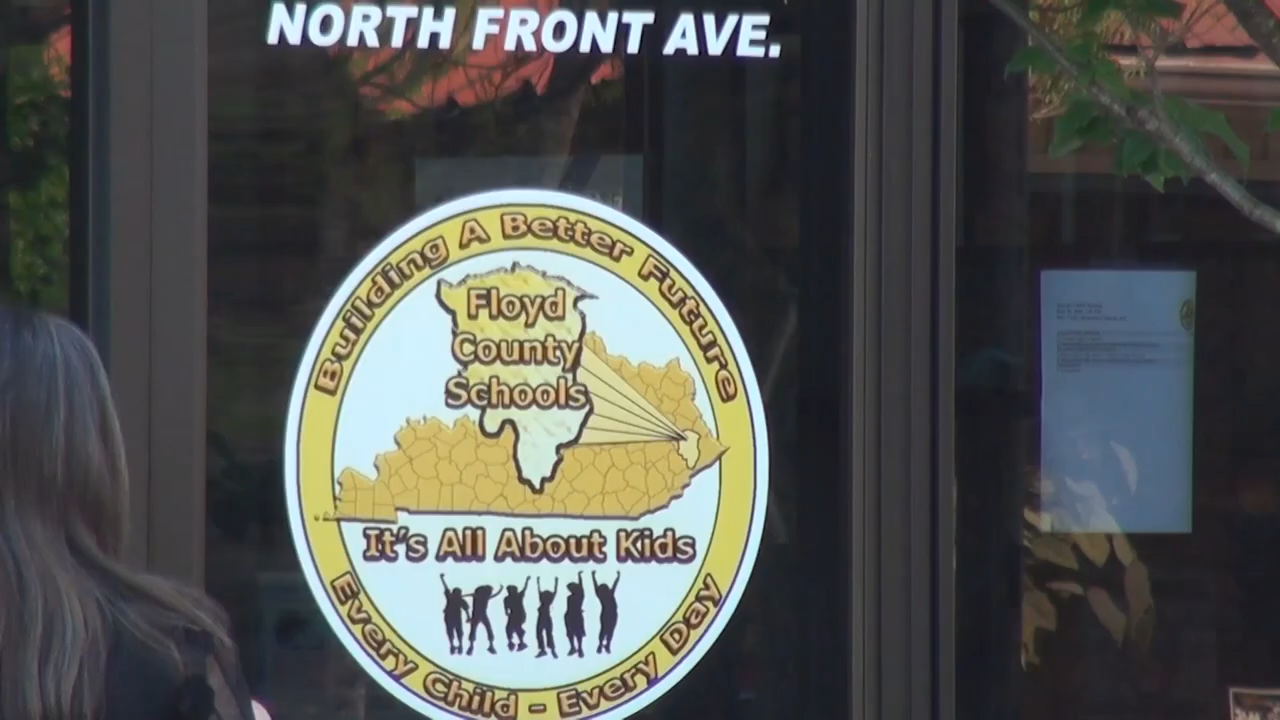 NORTH FRONT AVE.
Building A Better Future
Floyd
County
Schools
It's All About Kids
Every Child - Every Day